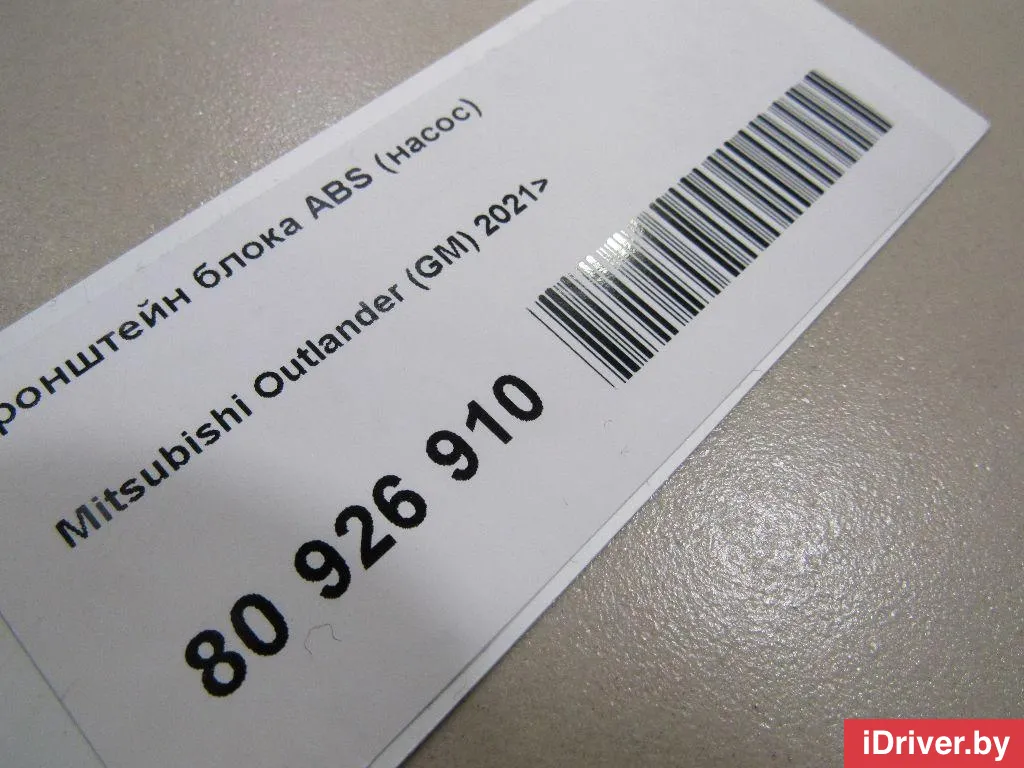 ронштейн блока ABS (насос)
Mitsubishi Outlander (GM) 2021>
80 926 910
iDriver.by